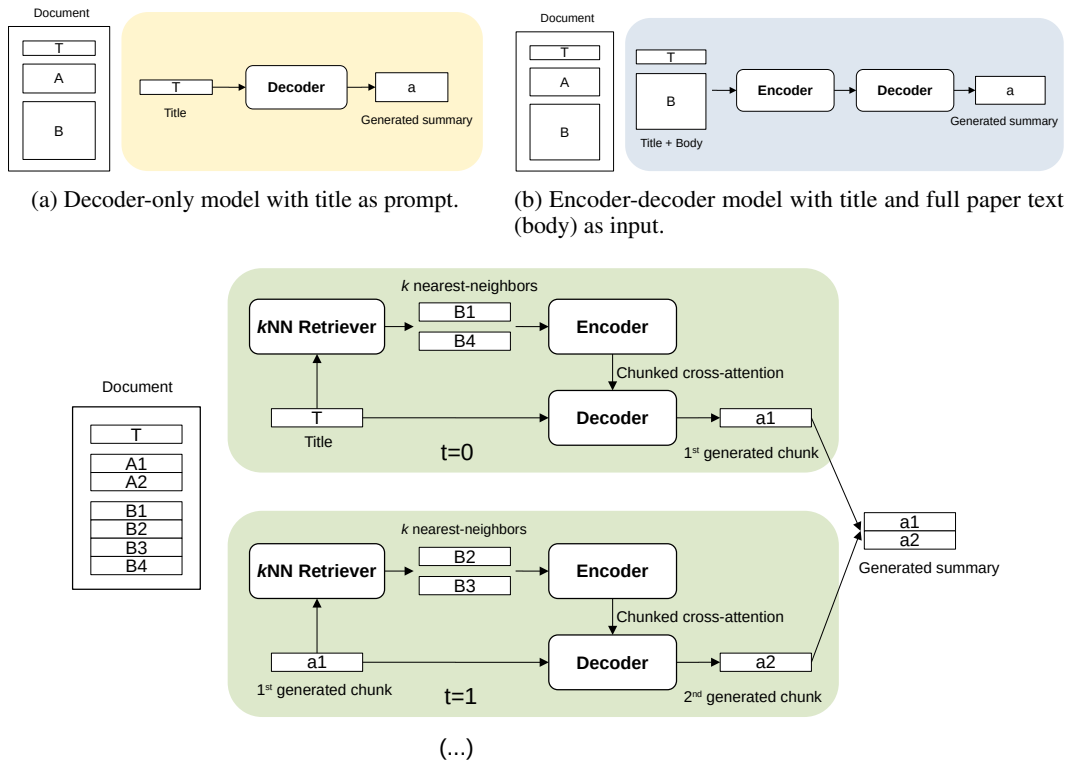 Document
T
A
B
T
Title
Decoder
a
Generated summary
(a) Decoder-only model with title as prompt.
Document
T
A
B
T
B
Title + Body
Encoder
Decoder
a
Generated summary
(b) Encoder-decoder model with title and full paper text
(body) as input.
Document
T
A1
A2
B1
B2
B3
B4
k nearest-neighbors
kNN Retriever
B1
B4
Encoder
Chunked cross-attention
T
Title
Decoder
a1
1st generated chunk
t=0
k nearest-neighbors
kNN Retriever
B2
B3
Encoder
Chunked cross-attention
a1
1st generated chunk
Decoder
a2
2nd generated chunk
t=1
a1
a2
Generated summary
(...)